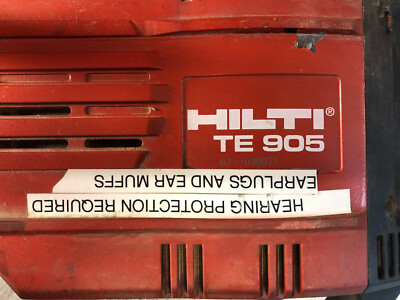 HILTI®
TE 905
HEARING PROTECTION REQUIRED
EARPLUGS AND EAR MUFFS